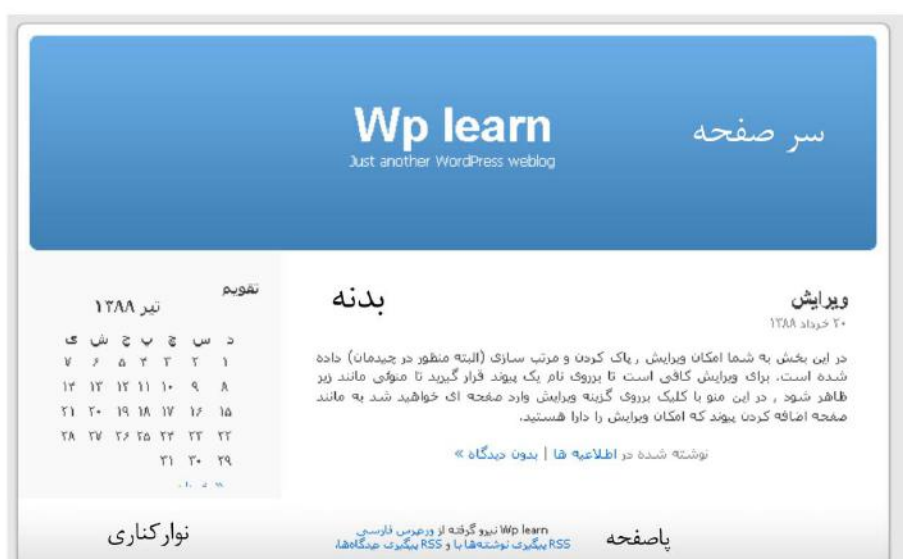 Wp learn
سر صفحه
Just another WordPress weblog
ویرایش
۲۰ خرداد ۱۳۸۸
بدنه
در این بخش به شما امکان ویرایش , پاک کردن و مرتب سازی (البته منظور در چیدمان) داده
شده است. برای ویرایش کافی است تا برروی نام یک پیوند قرار گیرید تا منوئی مانند زیر
ظاهر شود , در این منو با کلیک برروی گزینه ویرایش وارد صفحه ای خواهید شد به مانند
صفحه اضافه کردن پیوند که امکان ویرایش را دارا هستید.
نوشته شده در اطلاعیه ها | بدون دیدگاه »
تقویم
تیر ۱۳۸۸
د س چ پ ج ش ی
۱ ۲ ۳ ۴ ۵ ۶ ۷
۸ ۹ ۱۰ ۱۱ ۱۲ ۱۳ ۱۴
۱۵ ۱۶ ۱۷ ۱۸ ۱۹ ۲۰ ۲۱
۲۲ ۲۳ ۲۴ ۲۵ ۲۶ ۲۷ ۲۸
۲۹ ۳۰ ۳۱
نوار کناری
پاصفحه
Wp learn نیرو گرفته از وردپرس فارسی
RSS پیگیری نوشته‌ها با و RSS پیگیری دیدگاه‌ها.